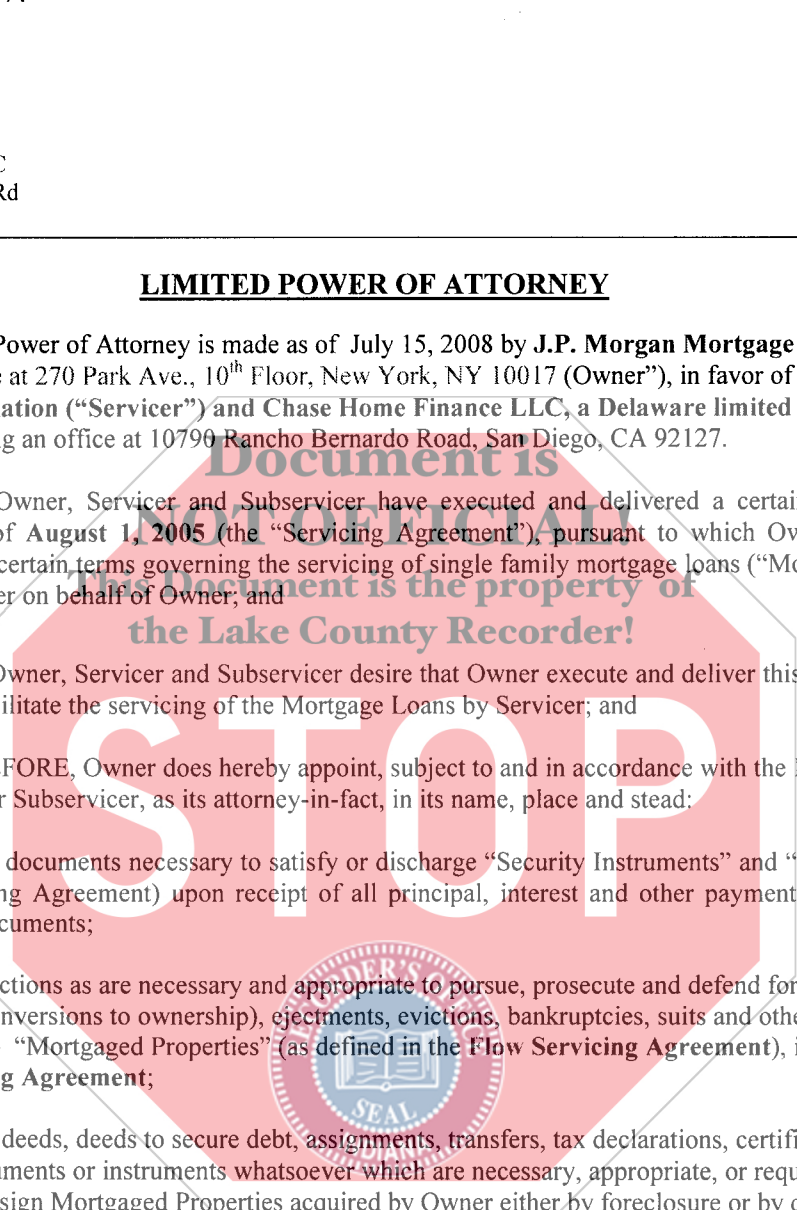 C
Rd
LIMITED POWER OF ATTORNEY
Power of Attorney is made as of July 15, 2008 by J.P. Morgan Mortgage
e at 270 Park Ave., 10th Floor, New York, NY 10017 (Owner”), in favor of
ation (“Servicer”) and Chase Home Finance LLC, a Delaware limited
g an office at 10790 Rancho Bernardo Road, San Diego, CA 92127.
Document is
Owner, Servicer and Subservicer have executed and delivered a certai
NOT OFFICIAL!
of August 1, 2005 (the “Servicing Agreement”), pursuant to which Ow
certain terms governing the servicing of single family mortgage loans (“Mo
This Document is the property of
er on behalf of Owner; and
the Lake County Recorder!
Owner, Servicer and Subservicer desire that Owner execute and deliver this
ilitate the servicing of the Mortgage Loans by Servicer; and
STOP
FORE, Owner does hereby appoint, subject to and in accordance with the
r Subservicer, as its attorney-in-fact, in its name, place and stead:
documents necessary to satisfy or discharge “Security Instruments” and “
ng Agreement) upon receipt of all principal, interest and other payment
cuments;
RECORDER'S OFFICE
ctions as are necessary and appropriate to pursue, prosecute and defend for
nversions to ownership), ejectments, evictions, bankruptcies, suits and othe
“Mortgaged Properties” (as defined in the Flow Servicing Agreement), i
g Agreement;
SEAL
INDIANA
deeds, deeds to secure debt, assignments, transfers, tax declarations, certifi
ments or instruments whatsoever which are necessary, appropriate, or requ
sign Mortgaged Properties acquired by Owner either by foreclosure or by d